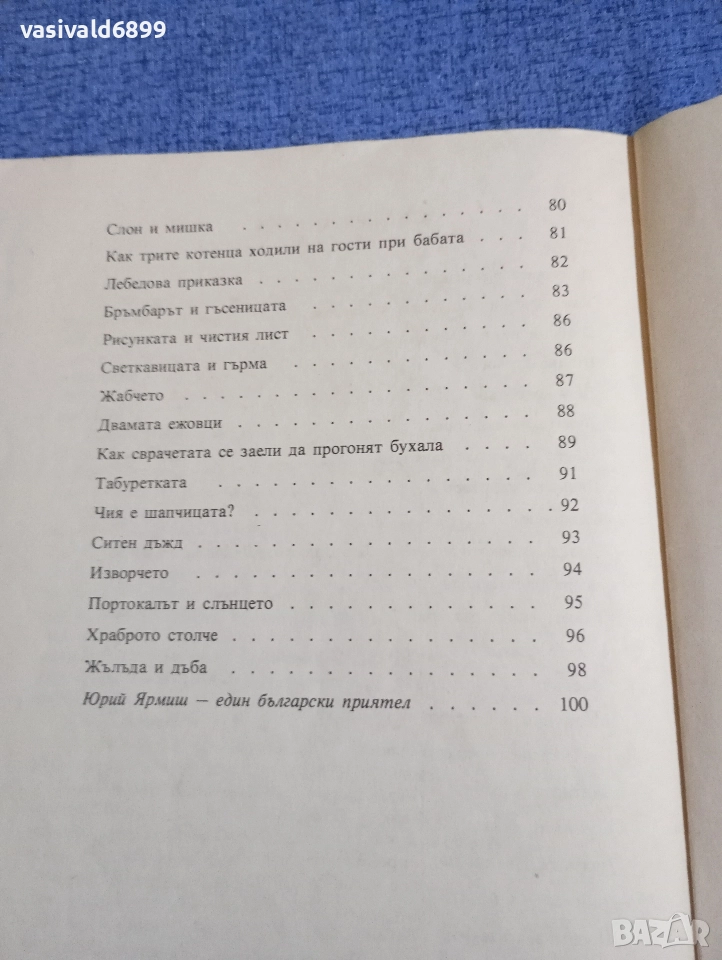 vasivald6899
Слон и мишка . . . . . . . . . . . . . . 80
Как трите котенца ходили на гости при бабата . . . 81
Лебедова приказка . . . . . . . . . . . . 82
Бръмбарът и гъсеницата . . . . . . . . . . 83
Рисунката и чистия лист . . . . . . . . . . 86
Светкавицата и гърма . . . . . . . . . . . 86
Жабчето . . . . . . . . . . . . . . . . 87
Двамата ежовци . . . . . . . . . . . . . 88
Как сврачетата се заели да прогонят бухала . . . . 89
Табуретката . . . . . . . . . . . . . . 91
Чия е шапчицата? . . . . . . . . . . . . . 92
Ситен дъжд . . . . . . . . . . . . . . . 93
Изворчето . . . . . . . . . . . . . . . 94
Портокалът и слънцето . . . . . . . . . . . 95
Храброто столче . . . . . . . . . . . . . 96
Жълъда и дъба . . . . . . . . . . . . . 98
Юрий Ярмиш — един български приятел . . . . . . 100
BAZAR